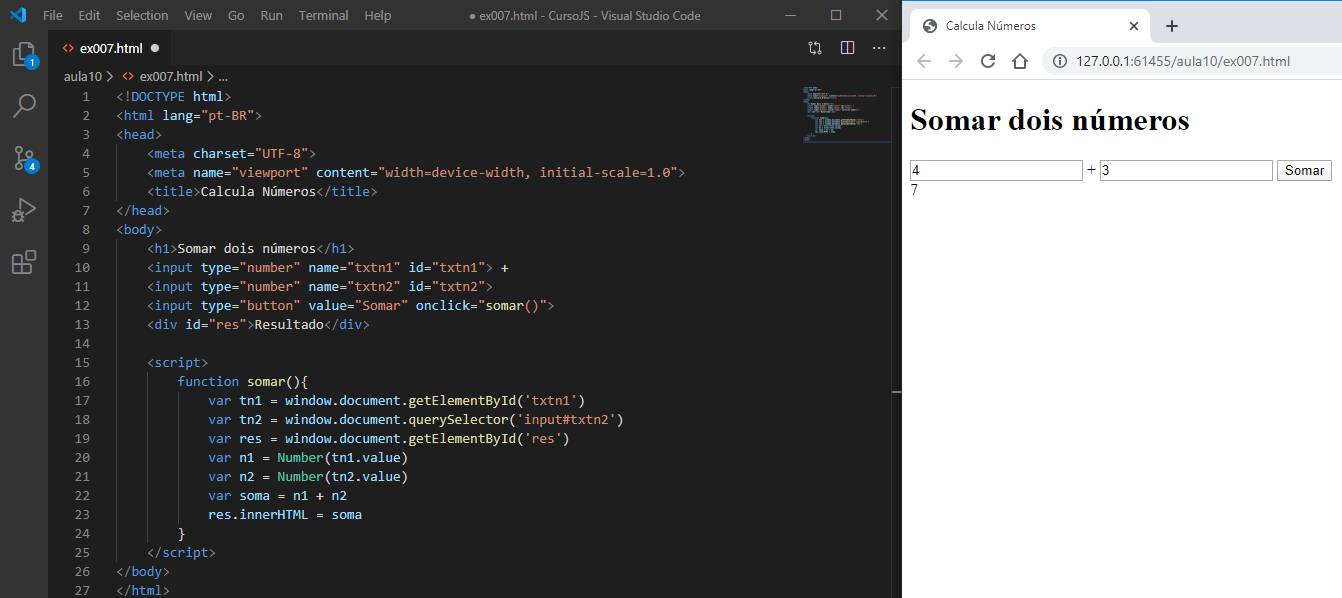 File Edit Selection View Go Run Terminal Help ● ex007.html - CursoJS - Visual Studio Code
ex007.html ●
aula10 > ex007.html > ...
1 <!DOCTYPE html>
2 <html lang="pt-BR">
3 <head>
4 <meta charset="UTF-8">
5 <meta name="viewport" content="width=device-width, initial-scale=1.0">
6 <title>Calcula Números</title>
7 </head>
8 <body>
9 <h1>Somar dois números</h1>
10 <input type="number" name="txtn1" id="txtn1"> +
11 <input type="number" name="txtn2" id="txtn2">
12 <input type="button" value="Somar" onclick="somar()">
13 <div id="res">Resultado</div>
14
15 <script>
16 function somar(){
17 var tn1 = window.document.getElementById('txtn1')
18 var tn2 = window.document.querySelector('input#txtn2')
19 var res = window.document.getElementById('res')
20 var n1 = Number(tn1.value)
21 var n2 = Number(tn2.value)
22 var soma = n1 + n2
23 res.innerHTML = soma
24 }
25 </script>
26 </body>
27 </html>
1
4
Calcula Números
127.0.0.1:61455/aula10/ex007.html
Somar dois números
4 + 3 Somar
7